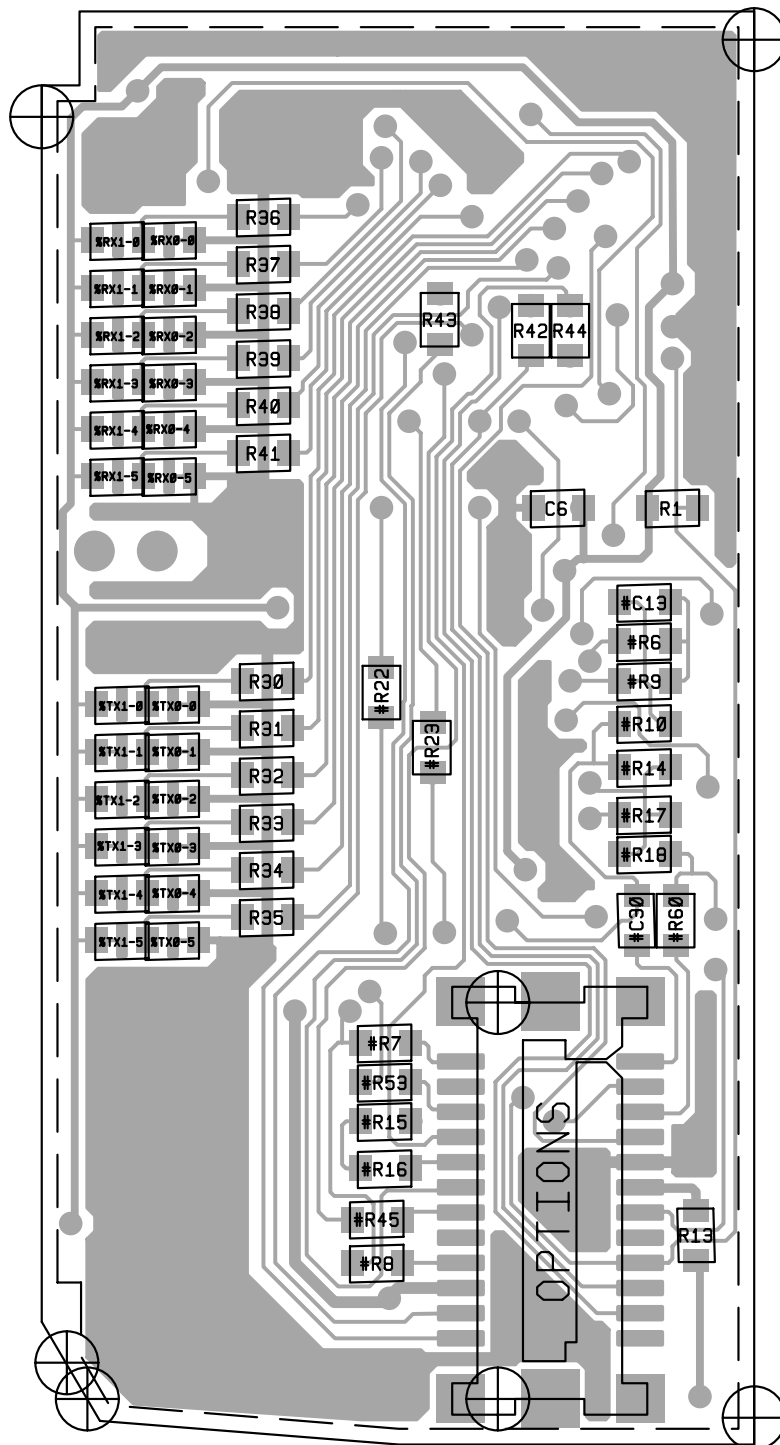 R36
%RX1-0 %RX0-0
R37
%RX1-1 %RX0-1
R38
R43
R42 R44
%RX1-2 %RX0-2
R39
%RX1-3 %RX0-3
R40
%RX1-4 %RX0-4
R41
%RX1-5 %RX0-5
C6 R1
#C13
#R6
R30
#R9
#R22
%TX1-0 %TX0-0
R31
#R10
#R23
%TX1-1 %TX0-1
R32
#R14
%TX1-2 %TX0-2
R33
#R17
%TX1-3 %TX0-3
#R18
R34
%TX1-4 %TX0-4
R35
#C30 #R60
%TX1-5 %TX0-5
#R7
#R53
#R15
#R16
OPTIONS
#R45
R13
#R8